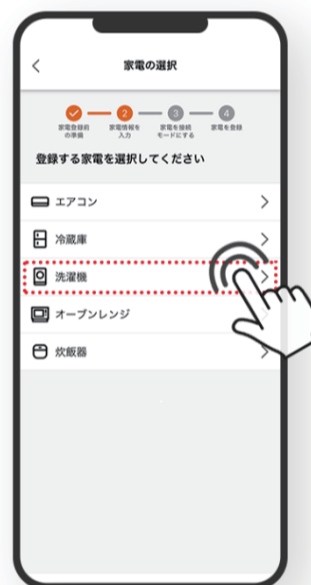 家電の選択
2 3 4
家電登録前の準備
家電情報を入力
家電を接続モードにする
家電を登録
登録する家電を選択してください
エアコン
冷蔵庫
洗濯機
オーブンレンジ
炊飯器